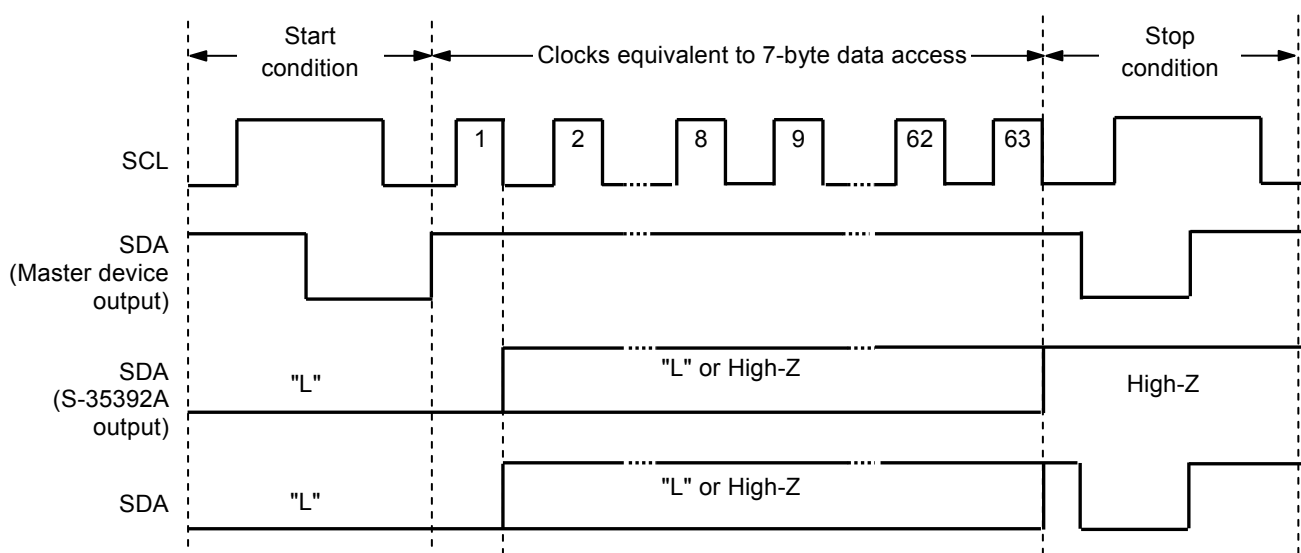 Start
condition
Clocks equivalent to 7-byte data access
Stop
condition
SCL
1
2
8
9
62
63
SDA
(Master device
output)
SDA
(S-35392A
output)
"L"
"L" or High-Z
High-Z
SDA
"L"
"L" or High-Z